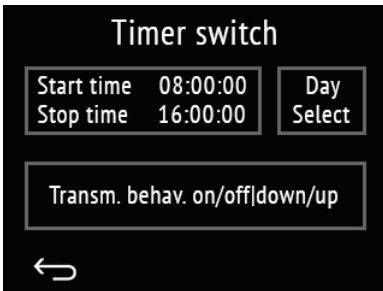 Timer switch
Start time 08:00:00
Stop time 16:00:00
Day
Select
Transm. behav. on/off|down/up